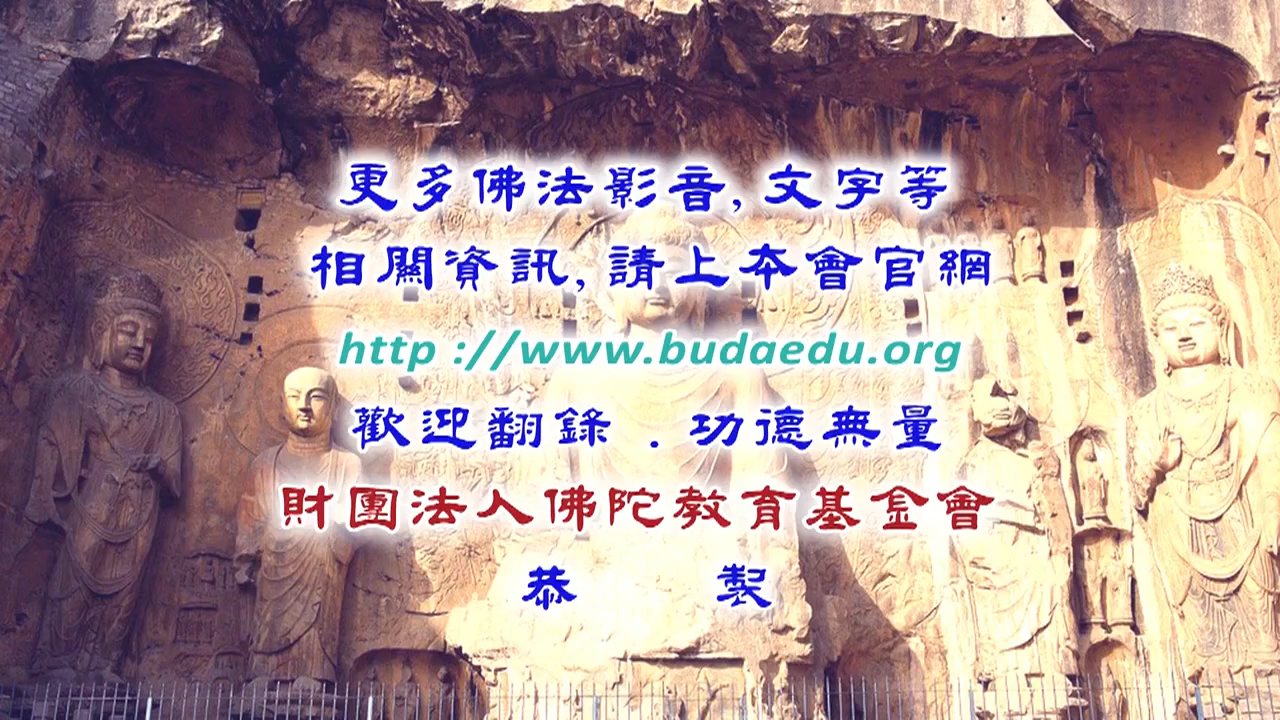 更多佛法影音,文字等
相關資訊,請上本會官網
http ://www.budaedu.org
歡迎翻錄 . 功德無量
財團法人佛陀教育基金會
恭 製